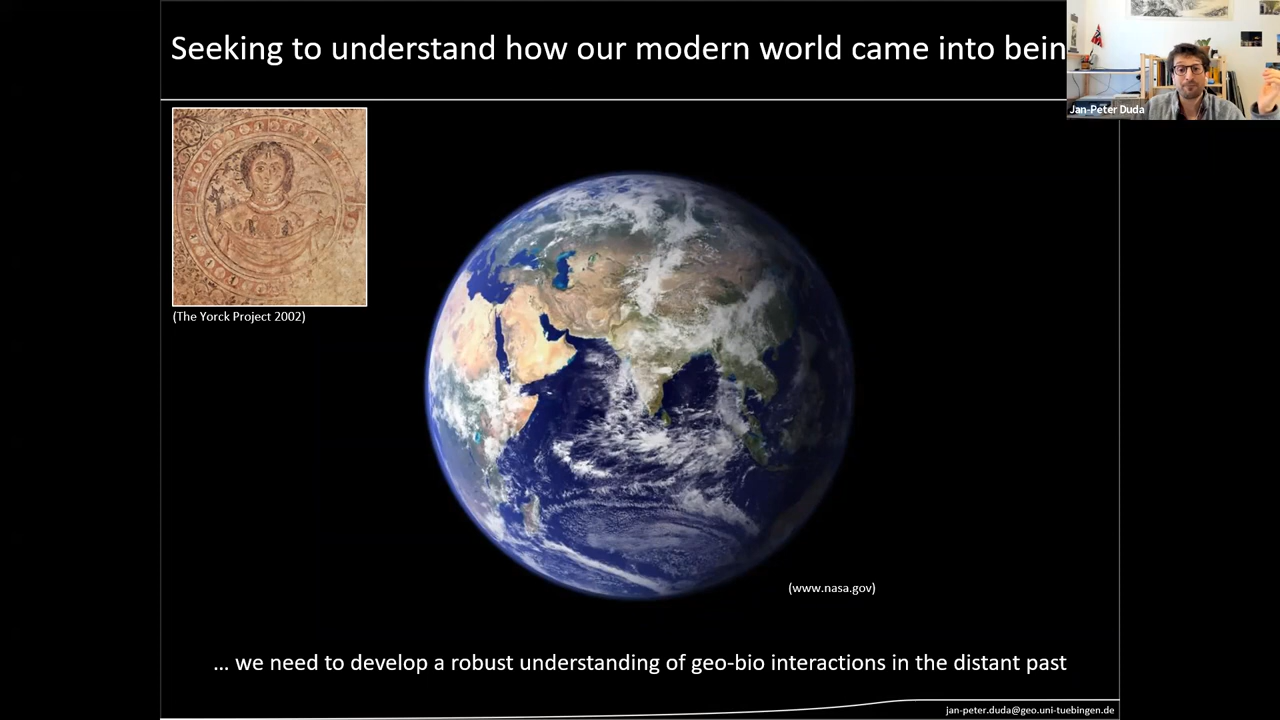 Seeking to understand how our modern world came into bein
Jan-Peter Duda
(The Yorck Project 2002)
(www.nasa.gov)
... we need to develop a robust understanding of geo-bio interactions in the distant past
jan-peter.duda@geo.uni-tuebingen.de